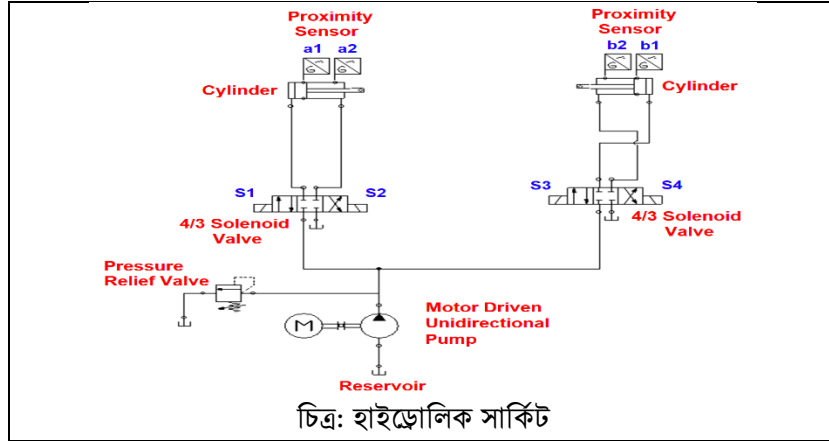 Proximity
Sensor
a1 a2
Cylinder
Proximity
Sensor
b2 b1
Cylinder
S1
S2
4/3 Solenoid
Valve
S3
S4
4/3 Solenoid
Valve
Pressure
Relief Valve
M
Motor Driven
Unidirectional
Pump
Reservoir
চিত্র: হাইড্রোলিক সার্কিট